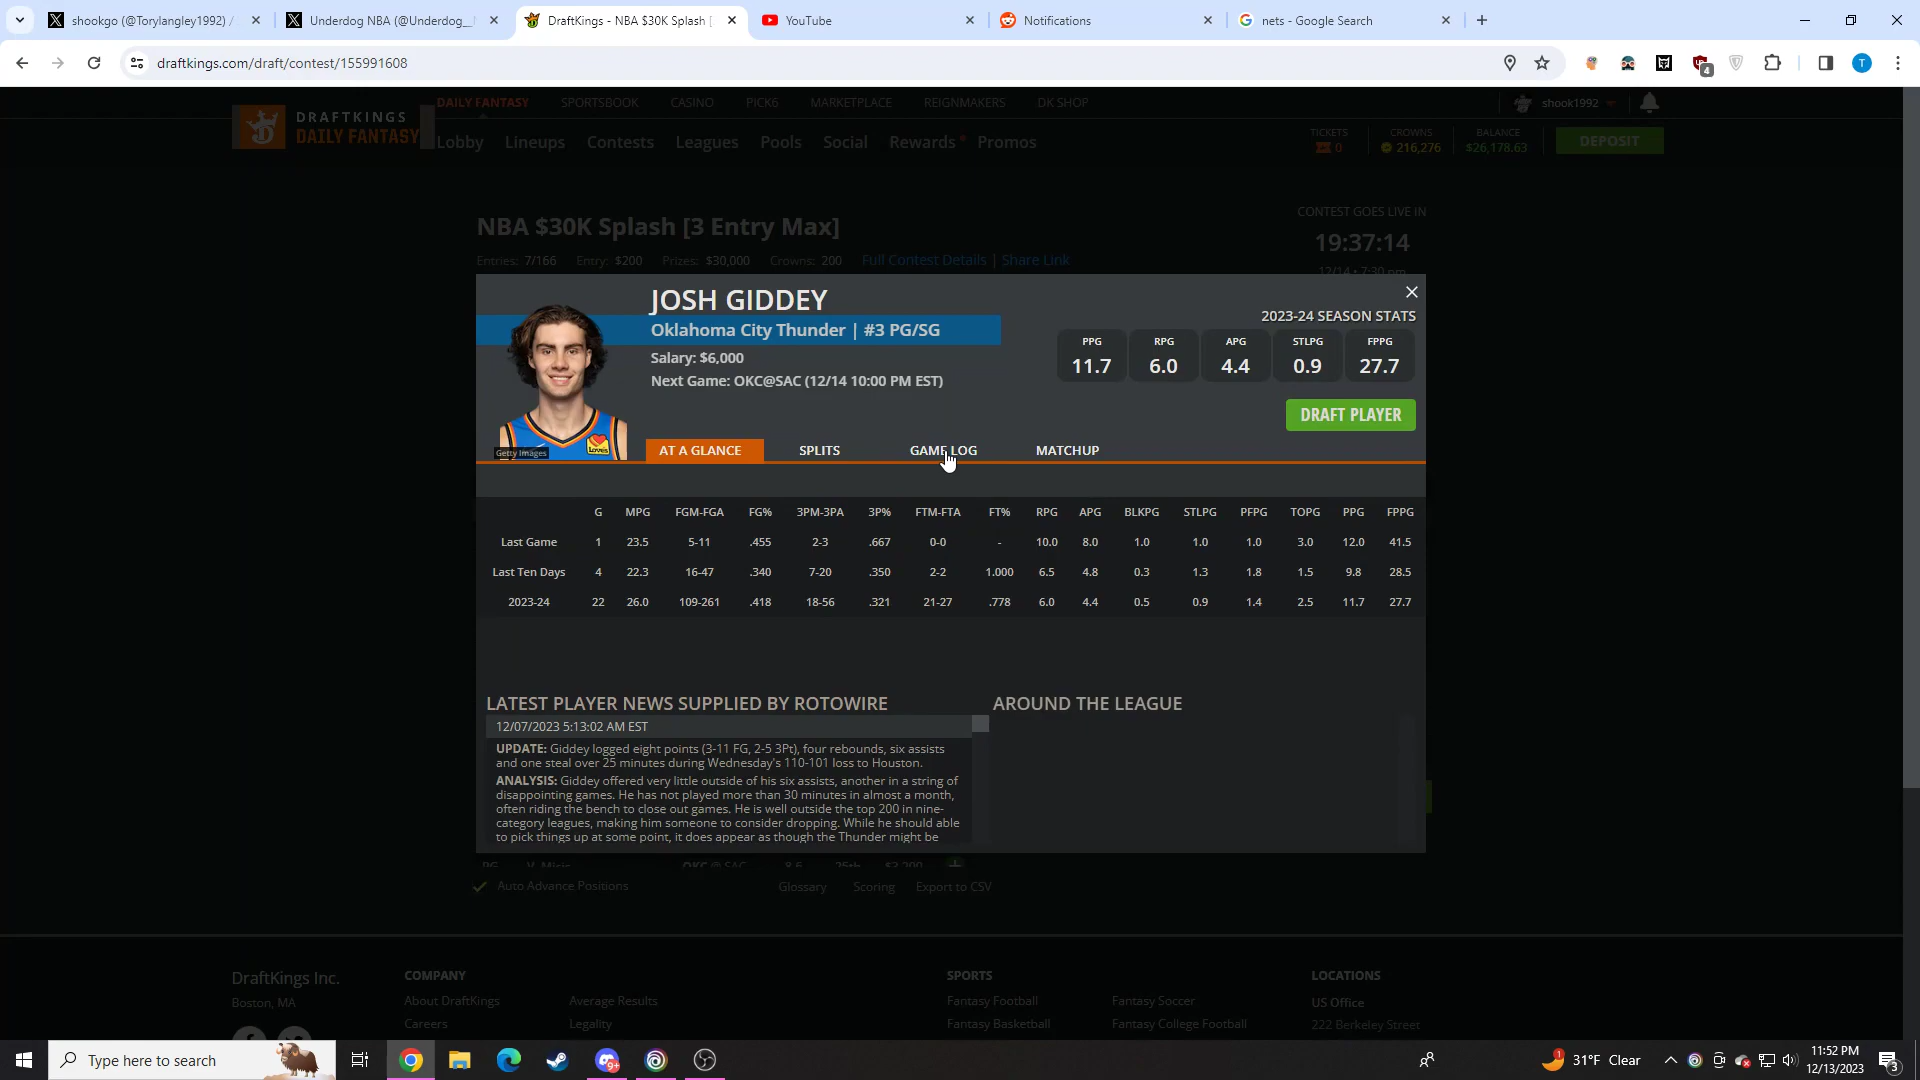 shookgo (@Torylangley1992) /
Underdog NBA (@Underdog__
DraftKings - NBA $30K Splash [
YouTube
Notifications
nets - Google Search
draftkings.com/draft/contest/155991608
4
T
DAILY FANTASY SPORTSBOOK CASINO PICK6 MARKETPLACE REIGNMAKERS DK SHOP
shook1992
DRAFTKINGS
DAILY FANTASY
Lobby Lineups Contests Leagues Pools Social Rewards Promos
TICKETS CROWNS BALANCE
0 216,276 $26,178.63
DEPOSIT
NBA $30K Splash [3 Entry Max]
CONTEST GOES LIVE IN
19:37:14
12/14 • 7:30 pm
Entries: 7/166 Entry: $200 Prizes: $30,000 Crowns: 200 Full Contest Details | Share Link
JOSH GIDDEY
Oklahoma City Thunder | #3 PG/SG
Salary: $6,000
Next Game: OKC@SAC (12/14 10:00 PM EST)
2023-24 SEASON STATS
PPG RPG APG STLPG FPPG
11.7 6.0 4.4 0.9 27.7
DRAFT PLAYER
Getty Images
AT A GLANCE SPLITS GAME LOG MATCHUP
G MPG FGM-FGA FG% 3PM-3PA 3P% FTM-FTA FT% RPG APG BLKPG STLPG PFPG TOPG PPG FPPG
Last Game 1 23.5 5-11 .455 2-3 .667 0-0 - 10.0 8.0 1.0 1.0 1.0 3.0 12.0 41.5
Last Ten Days 4 22.3 16-47 .340 7-20 .350 2-2 1.000 6.5 4.8 0.3 1.3 1.8 1.5 9.8 28.5
2023-24 22 26.0 109-261 .418 18-56 .321 21-27 .778 6.0 4.4 0.5 0.9 1.4 2.5 11.7 27.7
LATEST PLAYER NEWS SUPPLIED BY ROTOWIRE
AROUND THE LEAGUE
12/07/2023 5:13:02 AM EST
UPDATE: Giddey logged eight points (3-11 FG, 2-5 3Pt), four rebounds, six assists
and one steal over 25 minutes during Wednesday's 110-101 loss to Houston.
ANALYSIS: Giddey offered very little outside of his six assists, another in a string of
disappointing games. He has not played more than 30 minutes in almost a month,
often riding the bench to close out games. He is well outside the top 200 in nine-
category leagues, making him someone to consider dropping. While he should able
to pick things up at some point, it does appear as though the Thunder might be
PG V. Micic OKC @ SAC 8.6 25th $3,200
Auto Advance Positions
Glossary Scoring Export to CSV
DraftKings Inc.
Boston, MA
COMPANY
About DraftKings Average Results
Careers Legality
SPORTS
Fantasy Football Fantasy Soccer
Fantasy Basketball Fantasy College Football
LOCATIONS
US Office
222 Berkeley Street
Type here to search
9+
1
31°F Clear
11:52 PM
12/13/2023
3